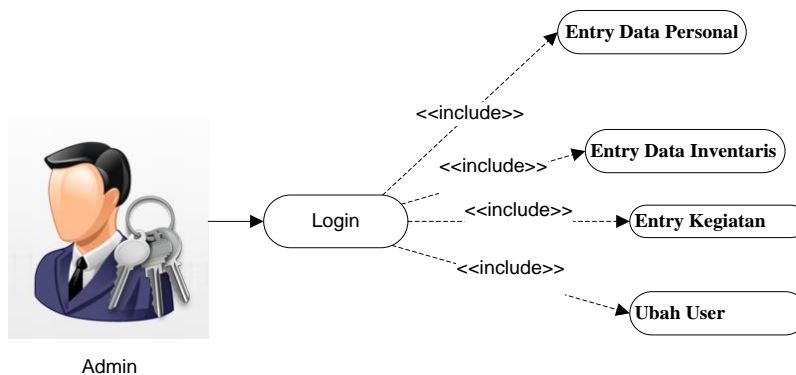 Entry Data Personal
<<include>>
Entry Data Inventaris
<<include>>
Login
<<include>>
Entry Kegiatan
<<include>>
Ubah User
Admin